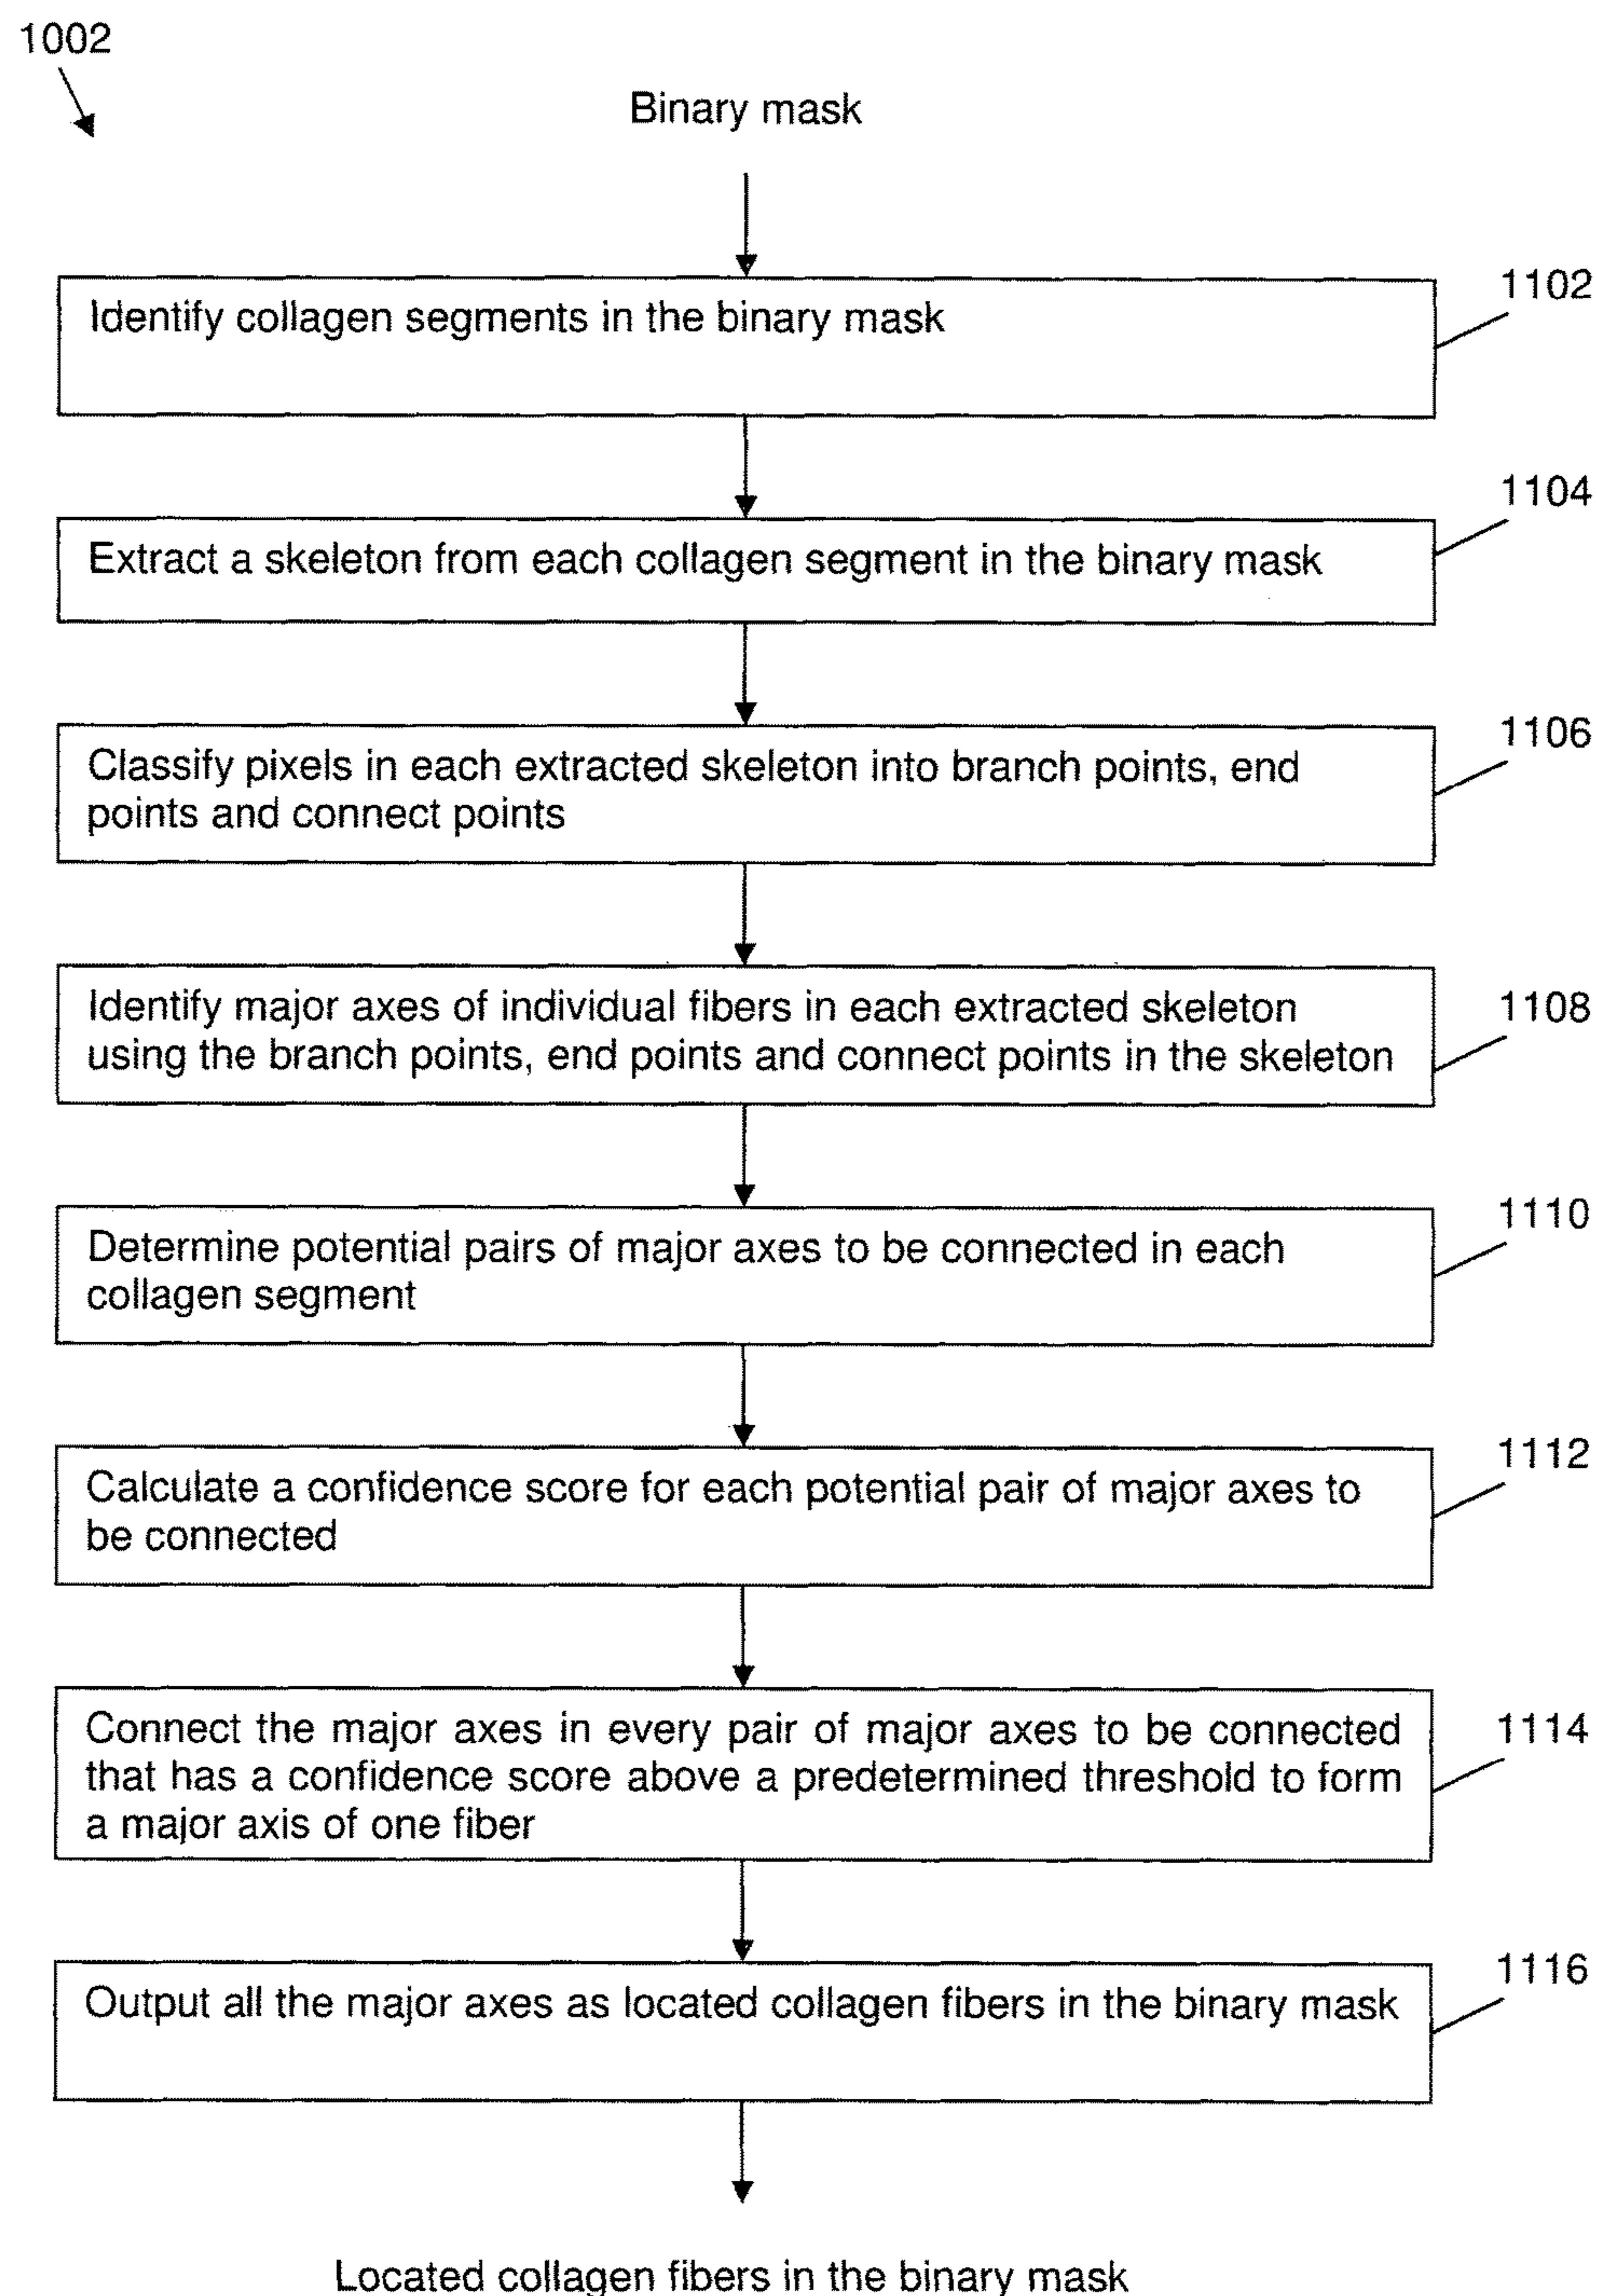 1002
Binary mask
Identify collagen segments in the binary mask
1102
Extract a skeleton from each collagen segment in the binary mask
1104
Classify pixels in each extracted skeleton into branch points, end
points and connect points
1106
Identify major axes of individual fibers in each extracted skeleton
using the branch points, end points and connect points in the skeleton
1108
Determine potential pairs of major axes to be connected in each
collagen segment
1110
Calculate a confidence score for each potential pair of major axes to
be connected
1112
Connect the major axes in every pair of major axes to be connected
that has a confidence score above a predetermined threshold to form
a major axis of one fiber
1114
Output all the major axes as located collagen fibers in the binary mask
1116
Located collagen fibers in the binary mask